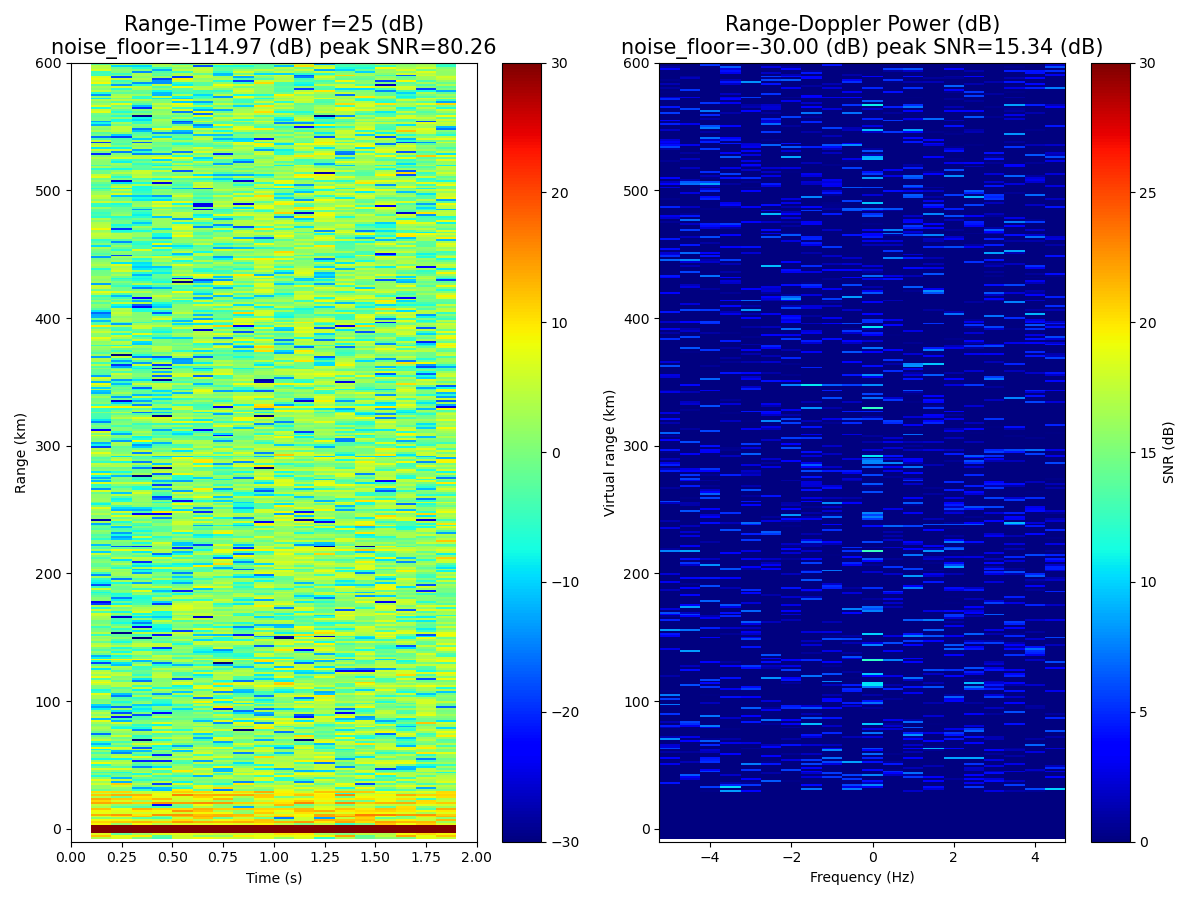 Range-Time Power f=25 (dB)
noise_floor=-114.97 (dB) peak SNR=80.26
600
500
400
300
200
100
0
Range (km)
0.00 0.25 0.50 0.75 1.00 1.25 1.50 1.75 2.00
Time (s)
30
20
10
0
−10
−20
−30
Range-Doppler Power (dB)
noise_floor=-30.00 (dB) peak SNR=15.34 (dB)
600
500
400
300
200
100
0
Virtual range (km)
−4 −2 0 2 4
Frequency (Hz)
30
25
20
15
10
5
0
SNR (dB)